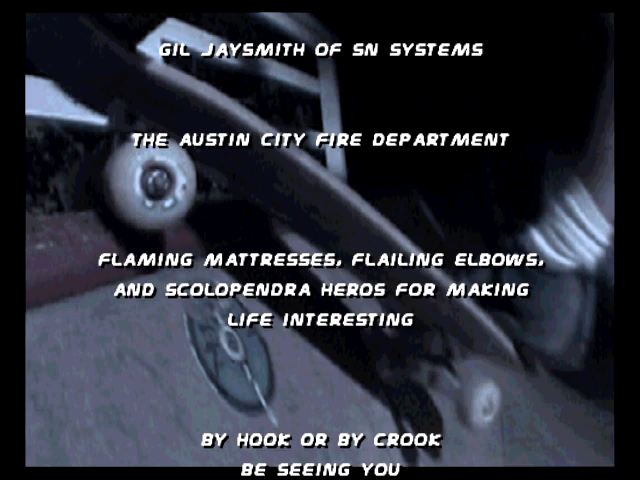 GIL JAYSMITH OF SN SYSTEMS
THE AUSTIN CITY FIRE DEPARTMENT
FLAMING MATTRESSES, FLAILING ELBOWS,
AND SCOLOPENDRA HEROS FOR MAKING
LIFE INTERESTING
BY HOOK OR BY CROOK
BE SEEING YOU